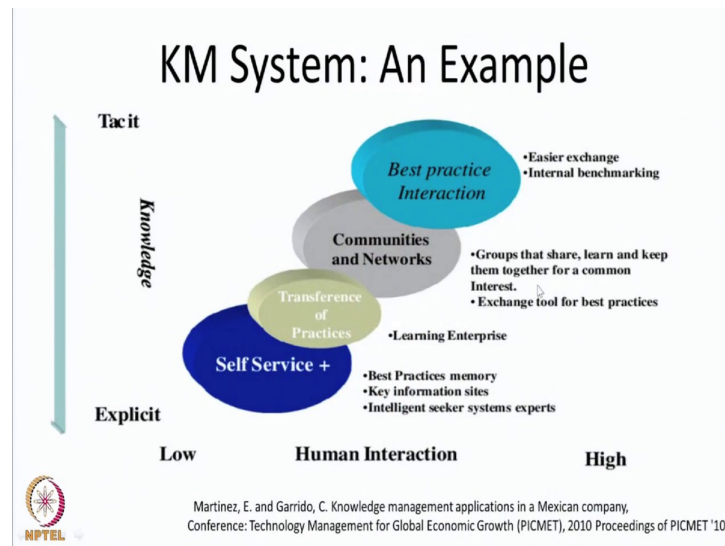 KM System: An Example
Tacit
Knowledge
Explicit
Best practice
Interaction
•Easier exchange
•Internal benchmarking
Communities
and Networks
•Groups that share, learn and keep
them together for a common
Interest.
• Exchange tool for best practices
Transference
of
Practices
•Learning Enterprise
Self Service +
•Best Practices memory
•Key information sites
•Intelligent seeker systems experts
Low
Human Interaction
High
Martinez, E. and Garrido, C. Knowledge management applications in a Mexican company,
Conference: Technology Management for Global Economic Growth (PICMET), 2010 Proceedings of PICMET '10
NPTEL